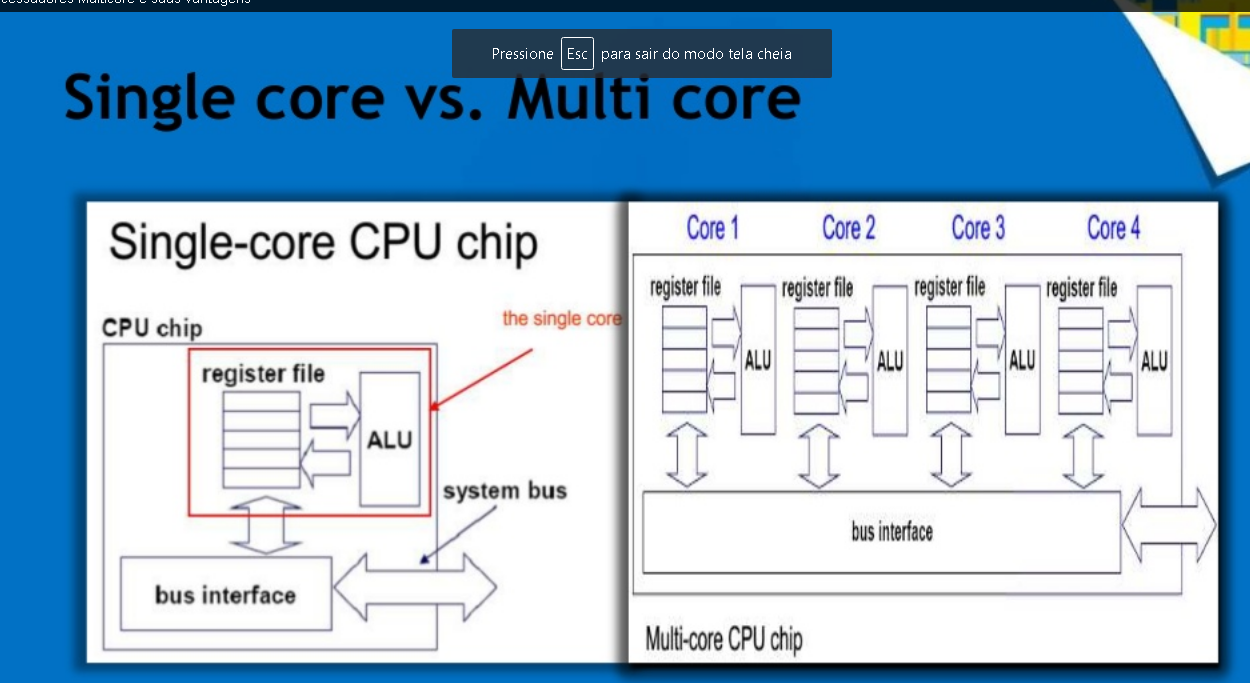 cessadores Multicore e suas vantagens
Pressione Esc para sair do modo tela cheia
Single core vs. Multi core
Single-core CPU chip
the single core
CPU chip
register file
ALU
system bus
bus interface
Core 1 Core 2 Core 3 Core 4
register file register file register file register file
ALU ALU ALU ALU
bus interface
Multi-core CPU chip